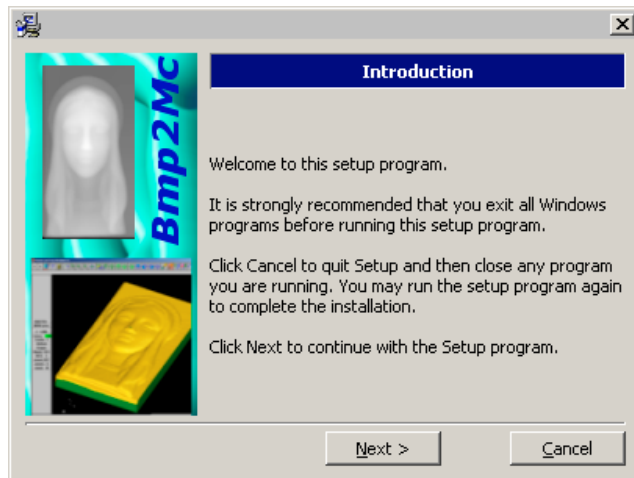 Introduction
Bmp2Mc
Welcome to this setup program.
It is strongly recommended that you exit all Windows
programs before running this setup program.
Click Cancel to quit Setup and then close any program
you are running. You may run the setup program again
to complete the installation.
Click Next to continue with the Setup program.
Next >
Cancel